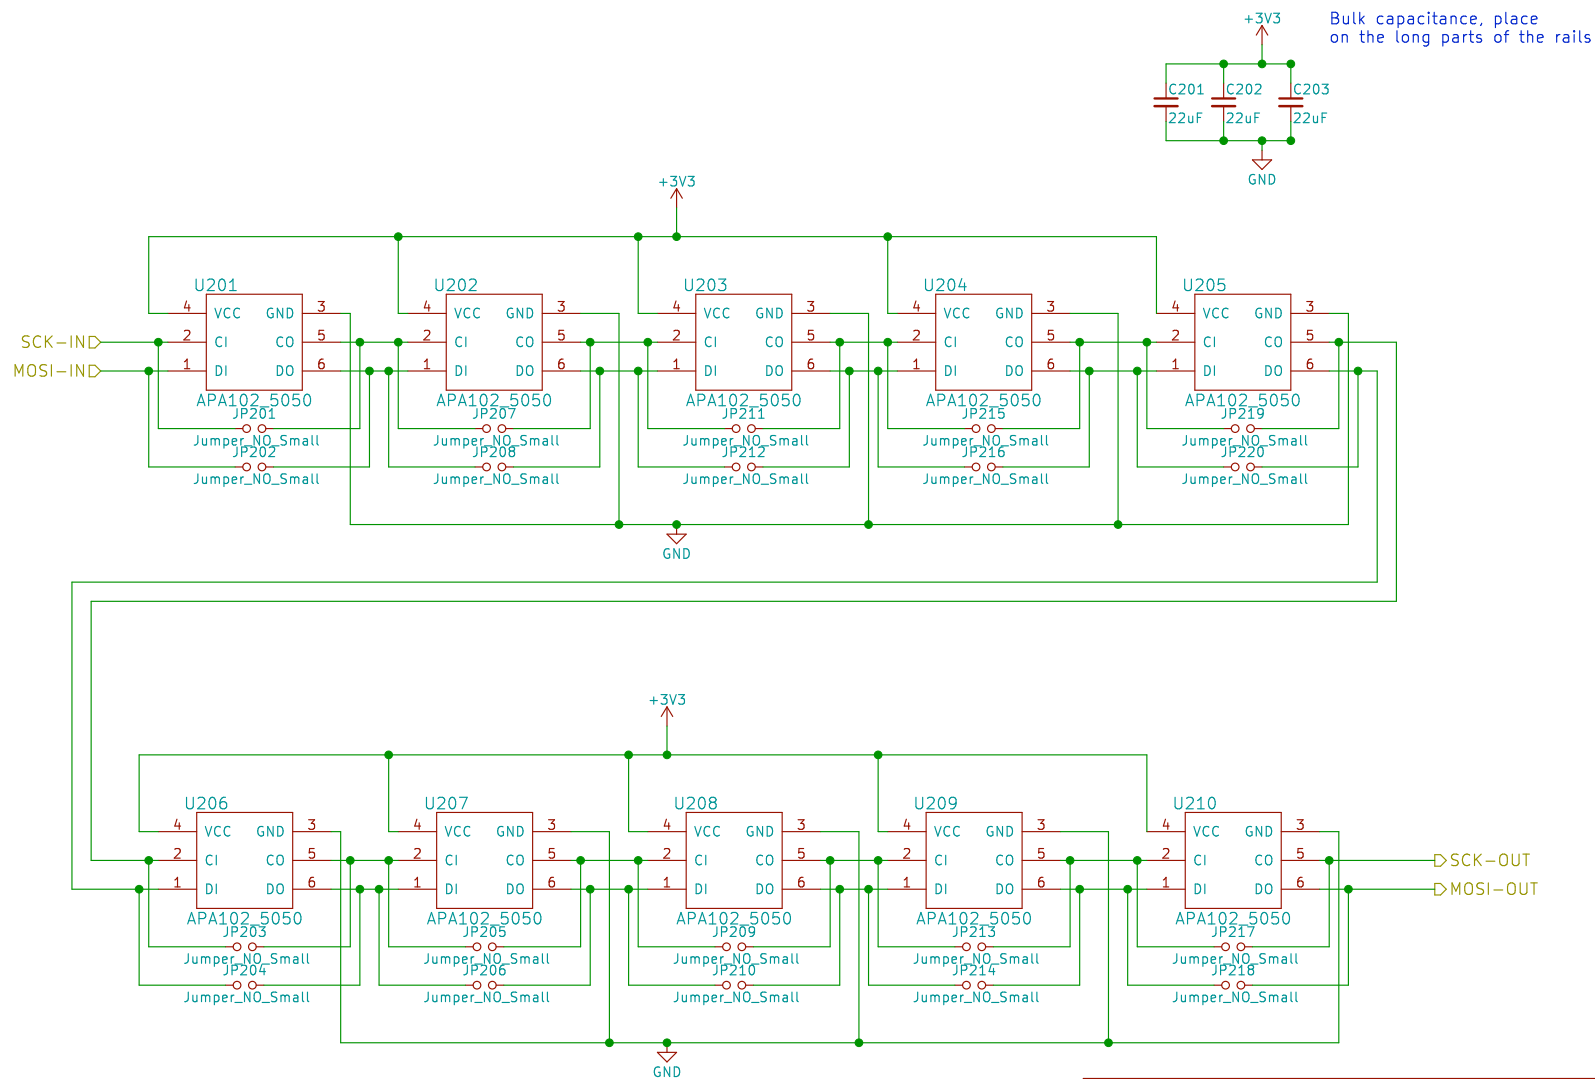 +3V3
Bulk capacitance, place
on the long parts of the rails
C201 C202 C203
22uF 22uF 22uF
GND
+3V3
U201 U202 U203 U204 U205
4 VCC GND 3 4 VCC GND 3 4 VCC GND 3 4 VCC GND 3 4 VCC GND 3
SCK-IN 2 CI CO 5 2 CI CO 5 2 CI CO 5 2 CI CO 5 2 CI CO 5
MOSI-IN 1 DI DO 6 1 DI DO 6 1 DI DO 6 1 DI DO 6 1 DI DO 6
APA102_5050 APA102_5050 APA102_5050 APA102_5050 APA102_5050
JP201 JP207 JP211 JP215 JP219
Jumper_NO_Small Jumper_NO_Small Jumper_NO_Small Jumper_NO_Small Jumper_NO_Small
JP202 JP208 JP212 JP216 JP220
Jumper_NO_Small Jumper_NO_Small Jumper_NO_Small Jumper_NO_Small Jumper_NO_Small
GND
+3V3
U206 U207 U208 U209 U210
4 VCC GND 3 4 VCC GND 3 4 VCC GND 3 4 VCC GND 3 4 VCC GND 3
2 CI CO 5 2 CI CO 5 2 CI CO 5 2 CI CO 5 2 CI CO 5 SCK-OUT
1 DI DO 6 1 DI DO 6 1 DI DO 6 1 DI DO 6 1 DI DO 6 MOSI-OUT
APA102_5050 APA102_5050 APA102_5050 APA102_5050 APA102_5050
JP203 JP205 JP209 JP213 JP217
Jumper_NO_Small Jumper_NO_Small Jumper_NO_Small Jumper_NO_Small Jumper_NO_Small
JP204 JP206 JP210 JP214 JP218
Jumper_NO_Small Jumper_NO_Small Jumper_NO_Small Jumper_NO_Small Jumper_NO_Small
GND